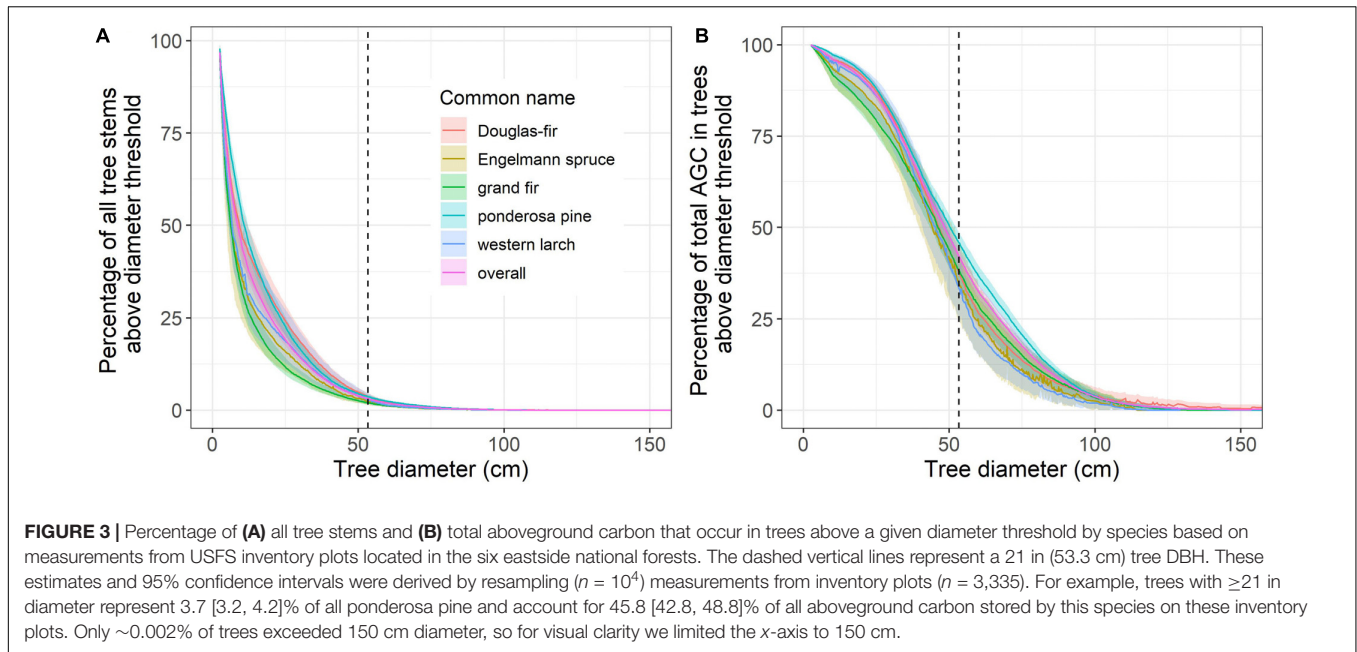 A
Percentage of all tree stems
above diameter threshold
100
75
50
25
0
0
50
100
150
Tree diameter (cm)
Common name
Douglas-fir
Engelmann spruce
grand fir
ponderosa pine
western larch
overall
B
Percentage of total AGC in trees
above diameter threshold
100
75
50
25
0
0
50
100
150
Tree diameter (cm)
FIGURE 3 | Percentage of (A) all tree stems and (B) total aboveground carbon that occur in trees above a given diameter threshold by species based on
measurements from USFS inventory plots located in the six eastside national forests. The dashed vertical lines represent a 21 in (53.3 cm) tree DBH. These
estimates and 95% confidence intervals were derived by resampling (n = 10⁴) measurements from inventory plots (n = 3,335). For example, trees with ≥21 in
diameter represent 3.7 [3.2, 4.2]% of all ponderosa pine and account for 45.8 [42.8, 48.8]% of all aboveground carbon stored by this species on these inventory
plots. Only ~0.002% of trees exceeded 150 cm diameter, so for visual clarity we limited the x-axis to 150 cm.